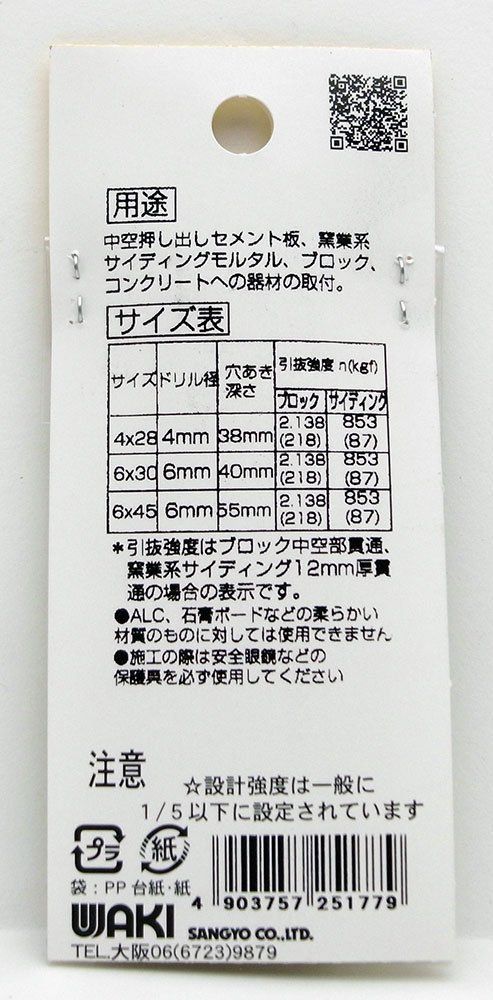 用途
中空押し出しセメント板、窯業系
サイディングモルタル、ブロック、
コンクリートへの器材の取付。
サイズ表
サイズ ドリル径 穴あき深さ 引抜強度 n(kgf)
ブロック サイディング
4x28 4mm 38mm 2.138 (218) 853 (87)
6x30 6mm 40mm 2.138 (218) 853 (87)
6x45 6mm 55mm 2.138 (218) 853 (87)
*引抜強度はブロック中空部貫通、
窯業系サイディング12mm厚貫
通の場合の表示です。
●ALC、石膏ボードなどの柔らかい
材質のものに対しては使用できません
●施工の際は安全眼鏡などの
保護具を必ず使用してください
注意 ☆設計強度は一般に
1/5以下に設定されています
プラ 紙
袋：PP 台紙・紙
4 903757 251779
WAKI SANGYO CO.,LTD.
TEL.大阪06(6723)9879